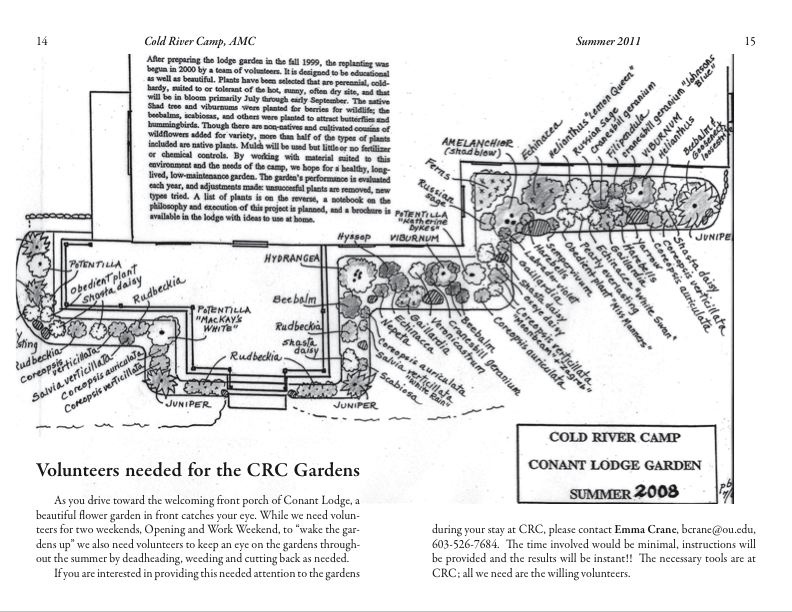 14
Cold River Camp, AMC
Summer 2011
15
After preparing the lodge garden in the fall 1999, the replanting was
begun in 2000 by a team of volunteers. It is designed to be educational
as well as beautiful. Plants have been selected that are perennial, cold-
hardy, suited to or tolerant of the hot, sunny, often dry site, and that
will be in bloom primarily July through early September. The native
Shad tree and viburnums were planted for berries for wildlife; the
beebalms, scabiosas, and others were planted to attract butterflies and
hummingbirds. Though there are non-natives and cultivated cousins of
wildflowers added for variety, more than half of the types of plants
included are native plants. Mulch will be used but little or no fertilizer
or chemical controls. By working with material suited to this
environment and the needs of the camp, we hope for a healthy, long-
lived, low-maintenance garden. The garden's performance is evaluated
each year, and adjustments made: unsuccessful plants are removed, new
types tried. A list of plants is on the reverse, a notebook on the
philosophy and execution of this project is planned, and a brochure is
available in the lodge with ideas to use at home.
AMELANCHIOR
(shadblow)
Echinacea
Helianthus "Lemon Queen"
Russian sage
Cranesbill geranium
Filipendula
Cranesbill geranium "Johnsons
Blue"
VIBURNUM
Helianthus
Beebalm &
Gooseneck
loosestrife
Ferns
Russian
sage
POTENTILLA
"Katherine
Dykes"
VIBURNUM
Hyssop
HYDRANGEA
Beebalm
Rudbeckia
Shasta
daisy
JUNIPE
Shasta daisy
Coreopsis verticillata
Coreopsis auriculata
Yarrow
Harebells
Echinacea "White Swan"
Pearly everlasting
Obedient plant "Miss Manners"
Sempervivum
Gaillardia
Shasta daisy
Coreopsis verticillata
Coreopsis auriculata
Beebalm
Cranesbill geranium
Veronicastrum
Gaillardia
Echinacea
Nepeta
Coreopsis auriculata
Salvia verticillata
"White Rain"
Scabiosa
POTENTILLA
Obedient plant
Shasta daisy
Rudbeckia
POTENTILLA
"MACKAY'S
WHITE"
Rudbeckia
Rudbeckia
Coreopsis verticillata
Salvia verticillata
Coreopsis auriculata
Coreopsis verticillata
JUNIPER
JUNIPER
COLD RIVER CAMP
CONANT LODGE GARDEN
SUMMER 2008
Volunteers needed for the CRC Gardens
As you drive toward the welcoming front porch of Conant Lodge, a
beautiful flower garden in front catches your eye. While we need volun-
teers for two weekends, Opening and Work Weekend, to "wake the gar-
dens up" we also need volunteers to keep an eye on the gardens through-
out the summer by deadheading, weeding and cutting back as needed.
If you are interested in providing this needed attention to the gardens
during your stay at CRC, please contact Emma Crane, bcrane@ou.edu,
603-526-7684. The time involved would be minimal, instructions will
be provided and the results will be instant!! The necessary tools are at
CRC; all we need are the willing volunteers.